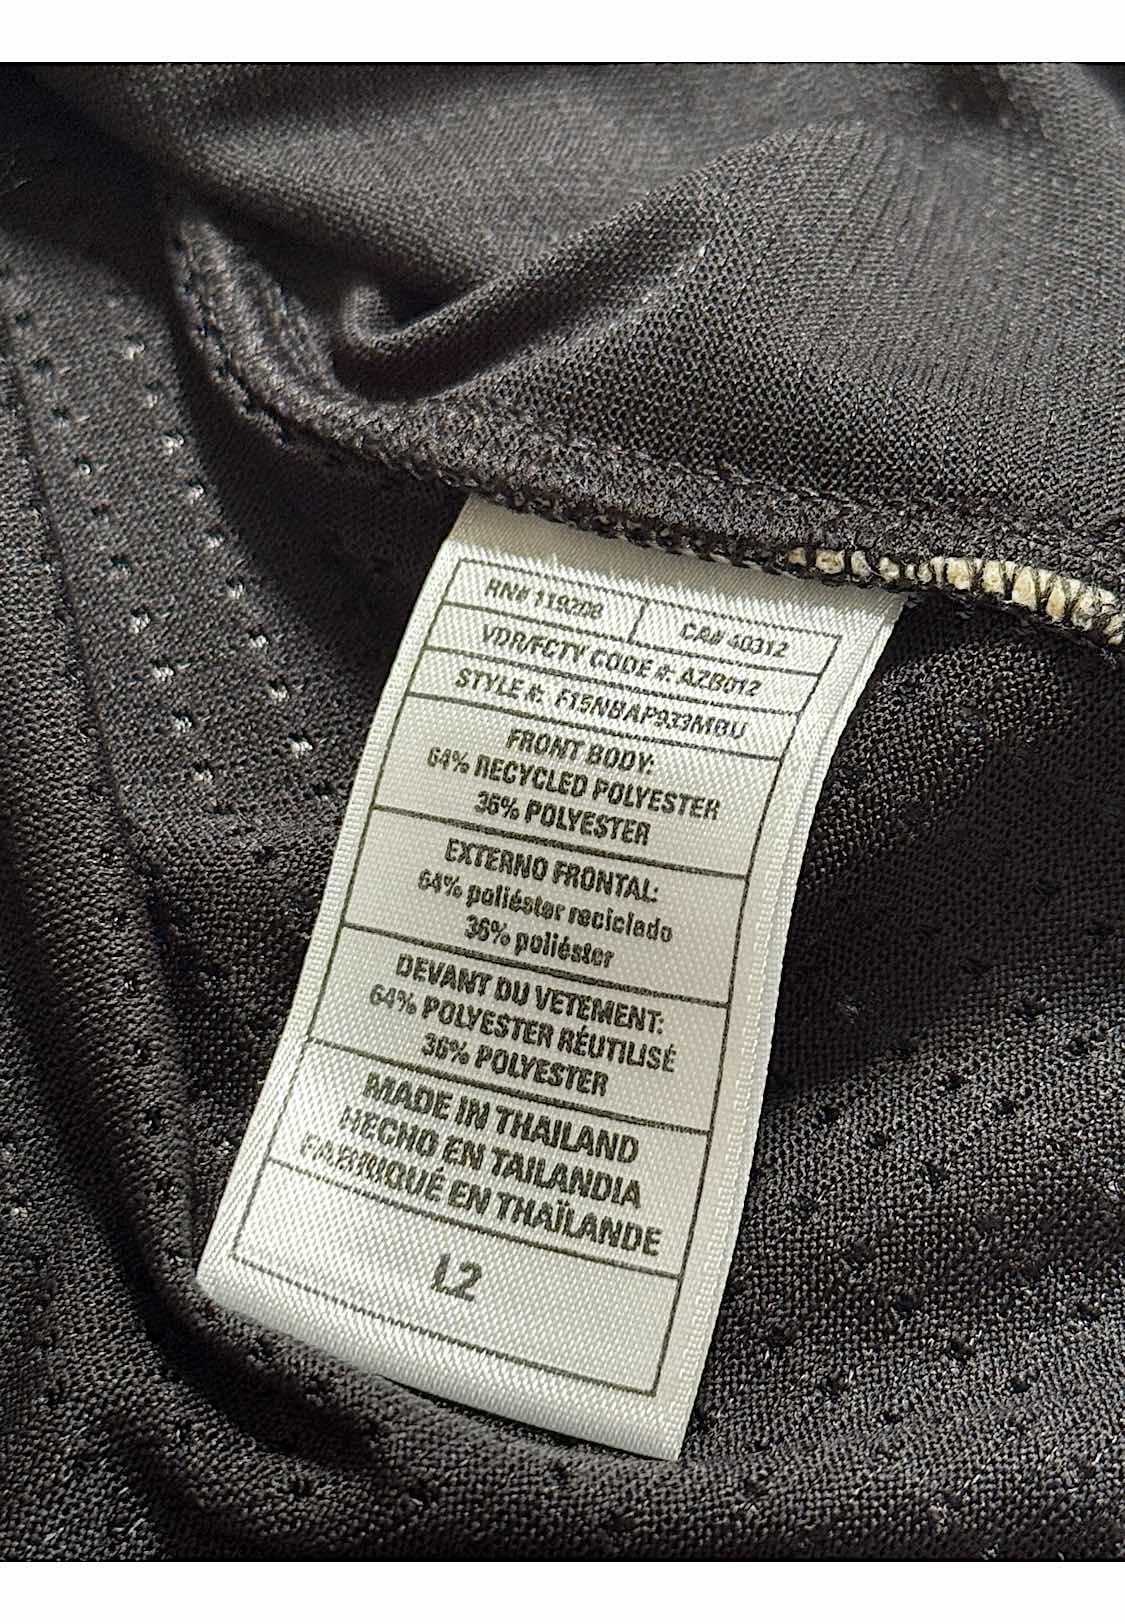 RN# 119209 CA# 40312
VDR/FCTY CODE #: AZB012
STYLE #: F15NBAP933MBU
FRONT BODY:
64% RECYCLED POLYESTER
36% POLYESTER
EXTERNO FRONTAL:
64% poliéster reciclado
36% poliéster
DEVANT DU VETEMENT:
64% POLYESTER RÉUTILISÉ
36% POLYESTER
MADE IN THAILAND
HECHO EN TAILANDIA
FABRIQUÉ EN THAÏLANDE
L2